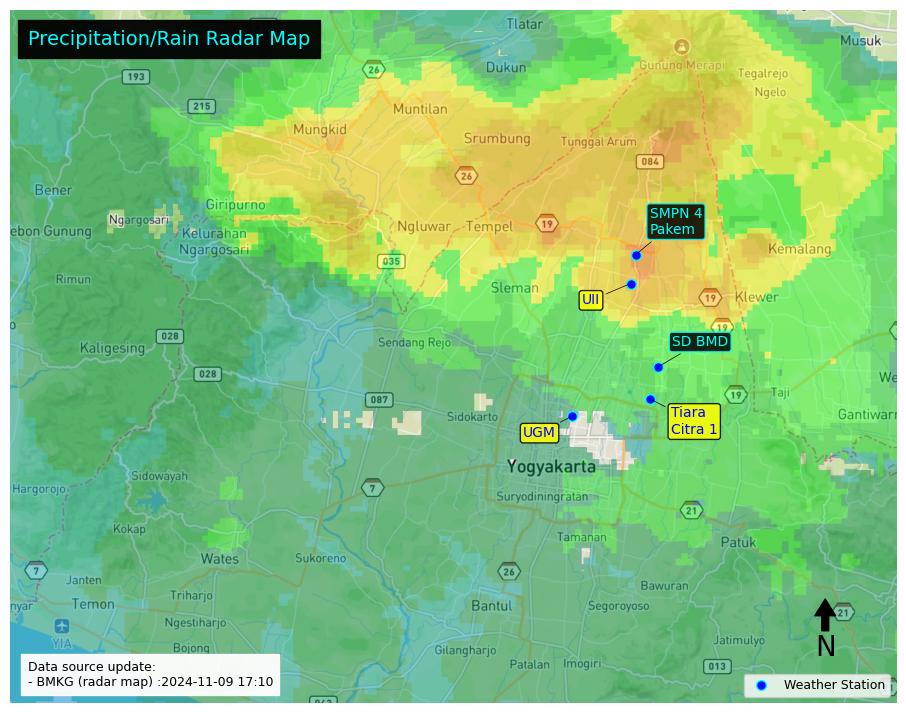 Precipitation/Rain Radar Map
Tlatar
Musuk
Dukun
Gunung Merapi
26
193
Tegalrejo
Ngelo
215
Muntilan
Mungkid
Srumbung
Tunggal Arum
084
26
Bener
Giripurno
SMPN 4
Pakem
Ngargosari
Ngluwar
Tempel
19
ebon Gunung
Kelurahan
Ngargosari
Kemalang
035
Rimun
Sleman
UII
19
Klewer
19
028
Sendang Rejo
SD BMD
Kaligesing
028
We
087
19
Taji
Sidokarto
Tiara
Citra 1
Gantiwarn
UGM
Yogyakarta
Sidowayah
Hargorojo
7
Suryodiningratan
21
Kokap
Tamanan
Patuk
Wates
Sukoreno
7
26
Janten
Bawuran
nyar
Temon
Triharjo
Bantul
Segoroyoso
21
Ngestiharjo
N
YIA
Bojong
Gilangharjo
Jatimulyo
Patalan
Imogiri
013
Data source update:
- BMKG (radar map) :2024-11-09 17:10
Weather Station